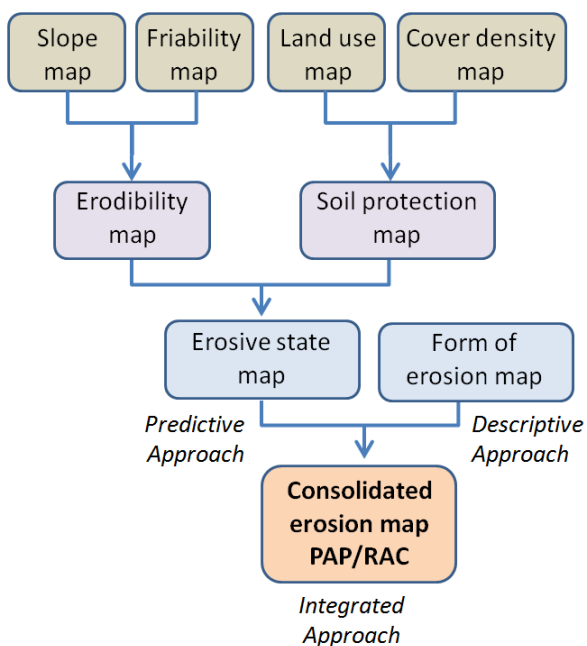 Slope
map
Friability
map
Land use
map
Cover density
map
Erodibility
map
Soil protection
map
Erosive state
map
Form of
erosion map
Predictive
Approach
Descriptive
Approach
Consolidated
erosion map
PAP/RAC
Integrated
Approach